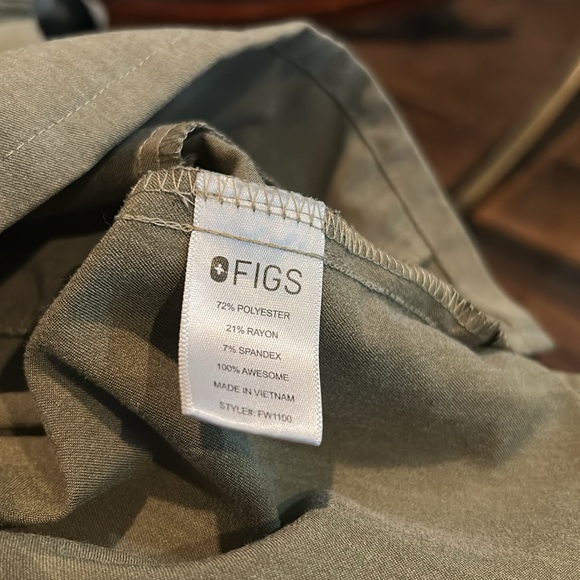 FIGS
72% POLYESTER
21% RAYON
7% SPANDEX
100% AWESOME
MADE IN VIETNAM
STYLE#: FW1100